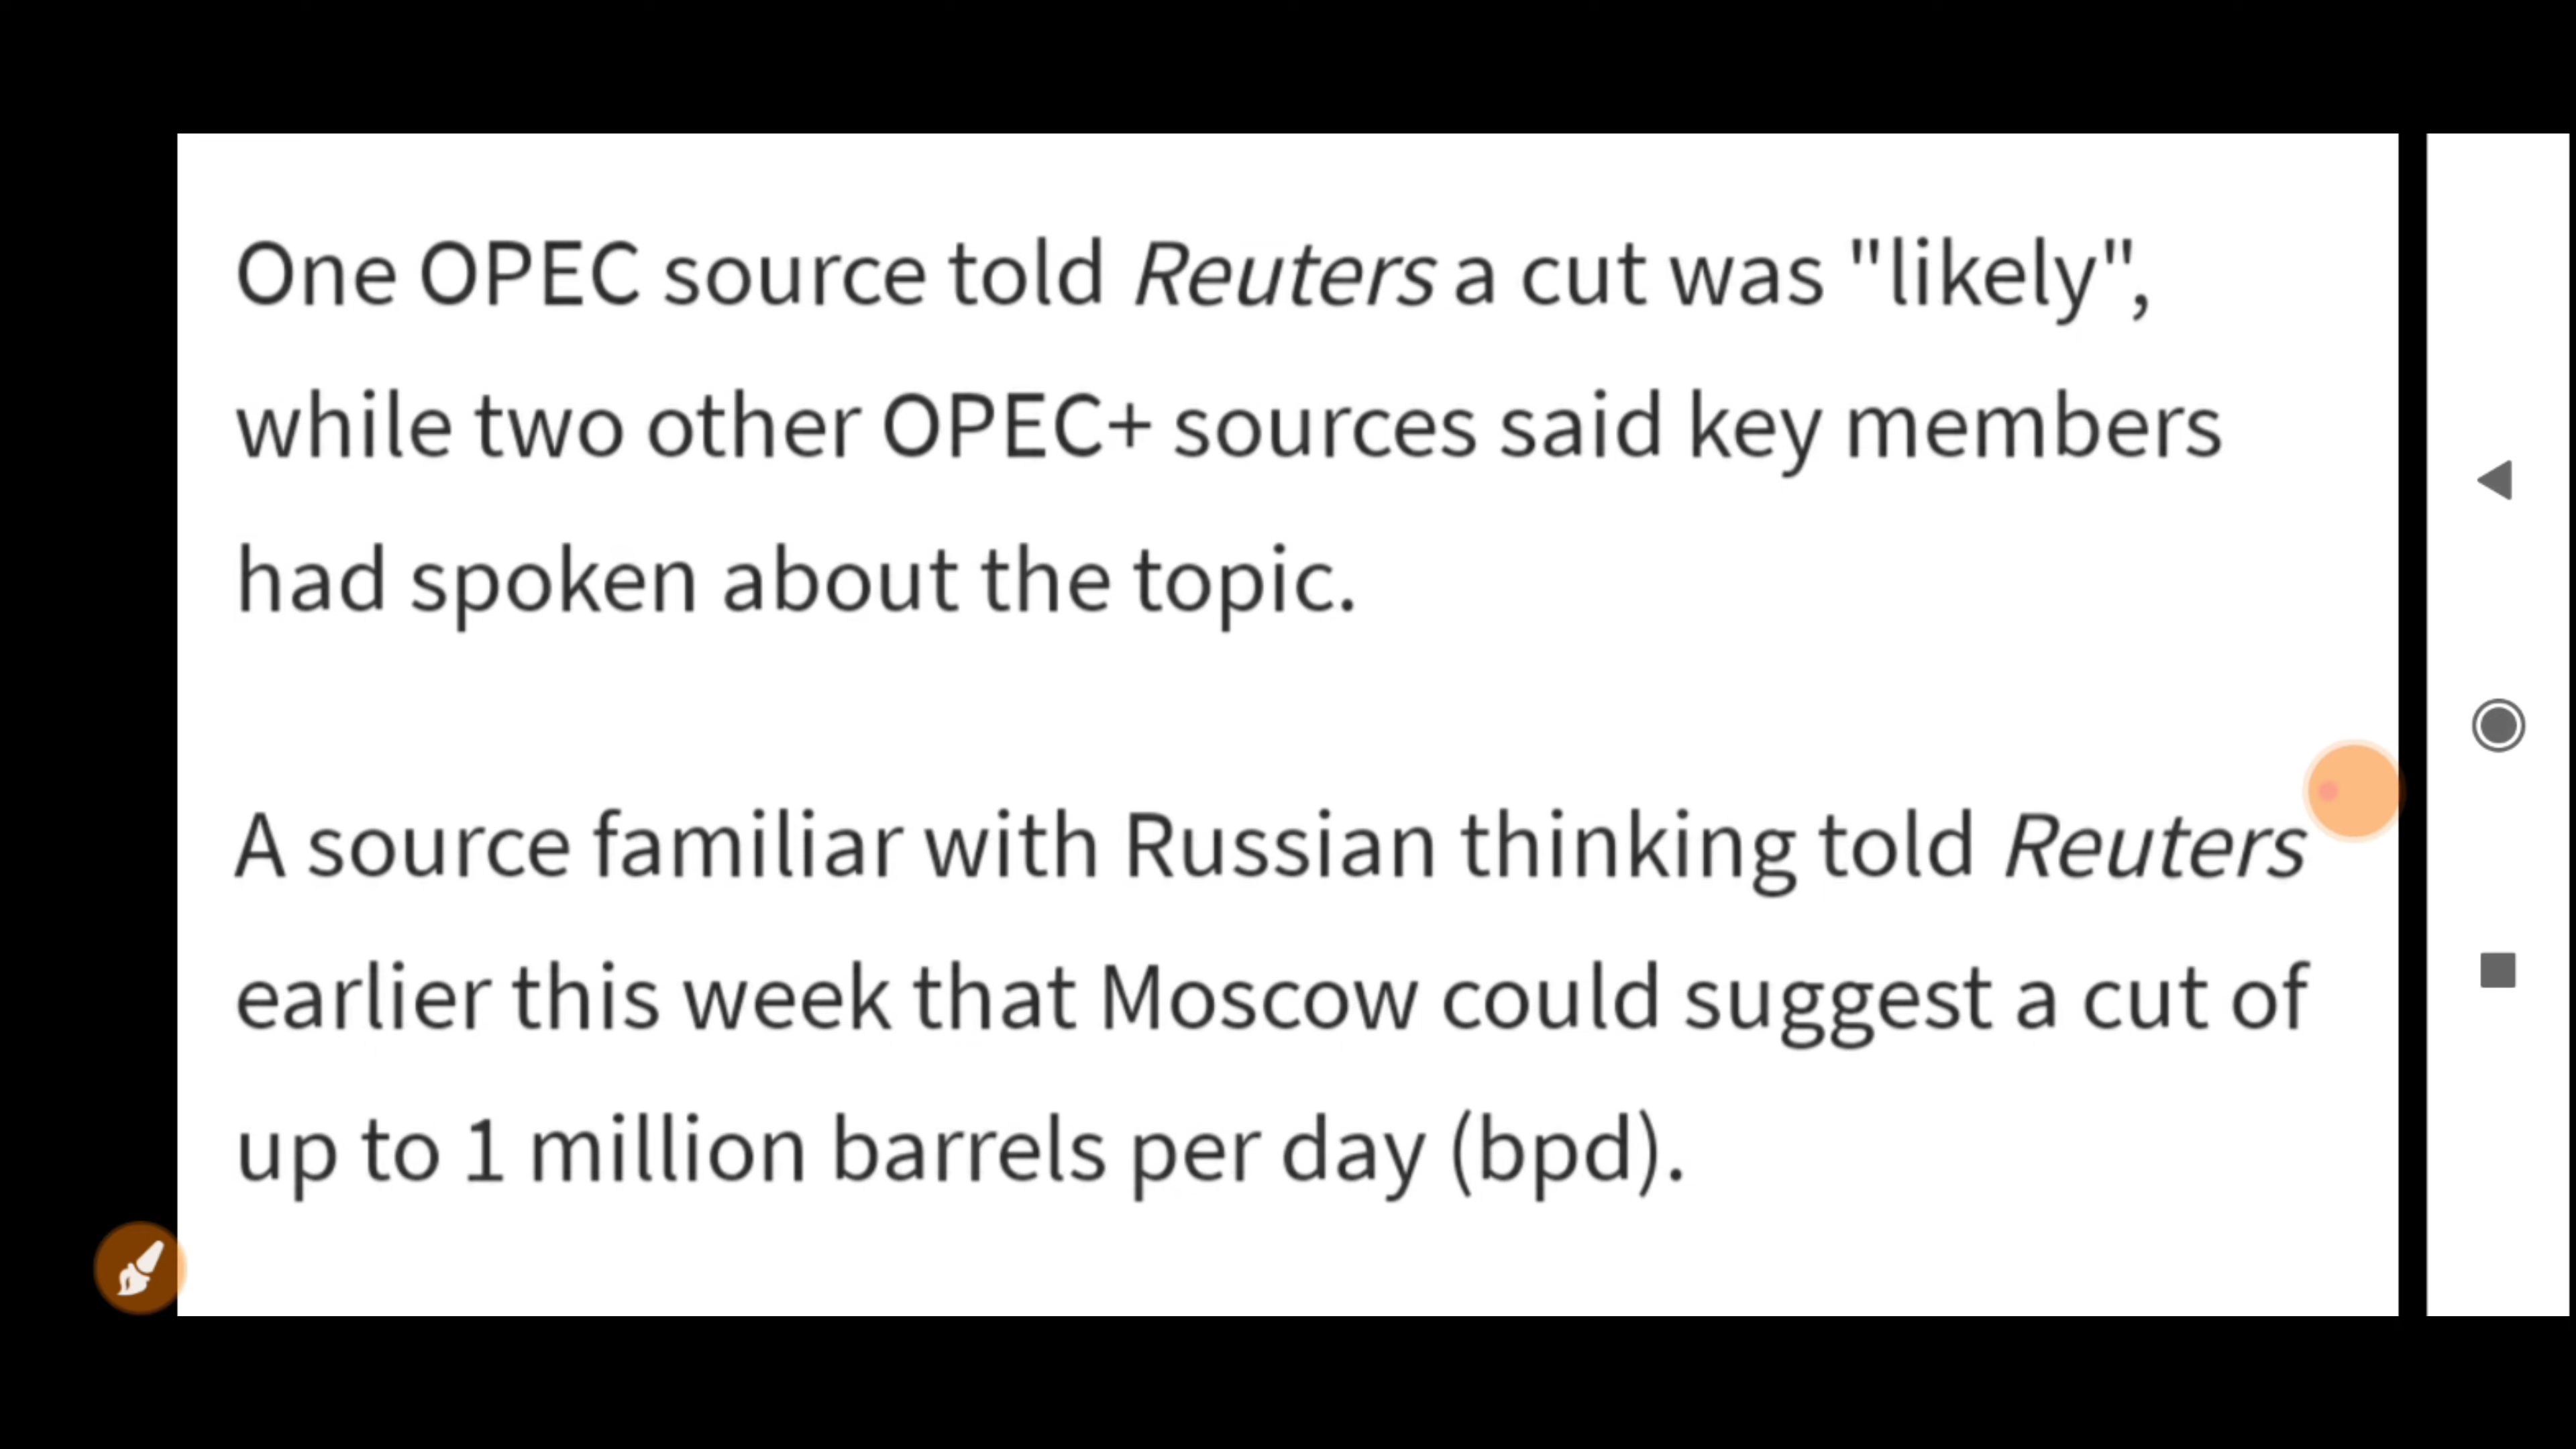 One OPEC source told Reuters a cut was "likely",
while two other OPEC+ sources said key members
had spoken about the topic.
A source familiar with Russian thinking told Reuters
earlier this week that Moscow could suggest a cut of
up to 1 million barrels per day (bpd).